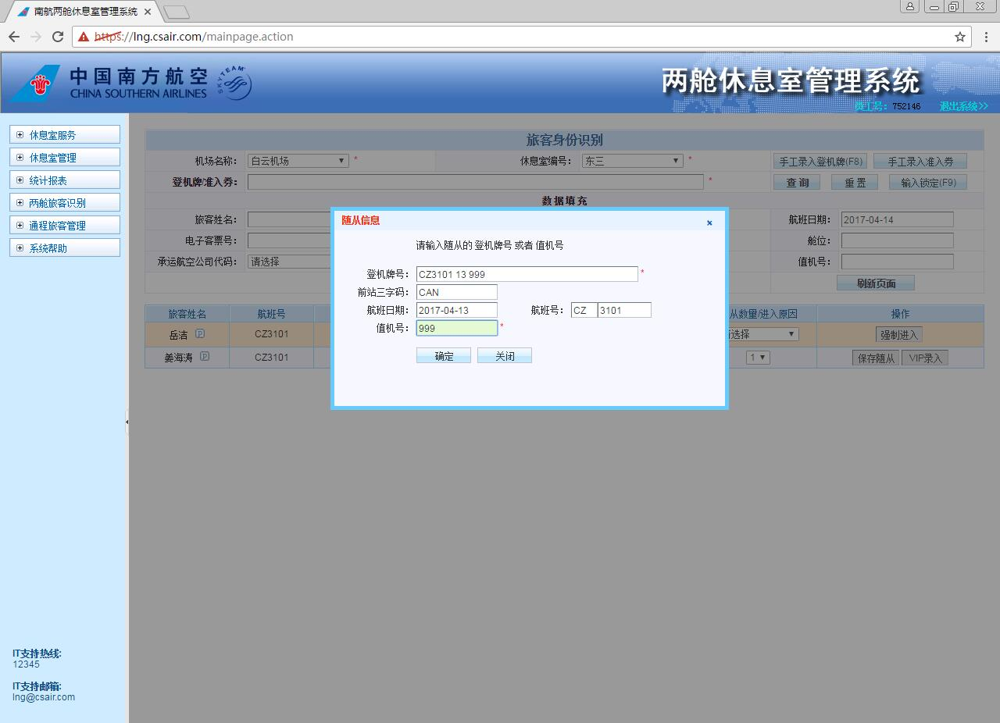 南航两舱休息室管理系统
https://lng.csair.com/mainpage.action
中国南方航空
CHINA SOUTHERN AIRLINES
SKYTEAM
两舱休息室管理系统
员工号: 752146 退出系统>>
休息室服务
休息室管理
统计报表
两舱旅客识别
通程旅客管理
系统帮助
IT支持热线:
12345
IT支持邮箱:
lng@csair.com
旅客身份识别
机场名称: 白云机场 * 休息室编号: 东三 * 手工录入登机牌(F8) 手工录入准入券
登机牌/准入券: * 查 询 重 置 输入锁定(F9)
数据填充
旅客姓名: 航班日期: 2017-04-14
电子客票号: 舱位:
承运航空公司代码: 请选择 值机号:
刷新页面
旅客姓名 航班号 从数量/进入原因 操作
岳洁 P CZ3101 选择 强制进入
姜海涛 P CZ3101 1 保存随从 VIP录入
随从信息 ×
请输入随从的 登机牌号 或者 值机号
登机牌号: CZ3101 13 999 *
前站三字码: CAN
航班日期: 2017-04-13 航班号: CZ 3101
值机号: 999 *
确定 关闭